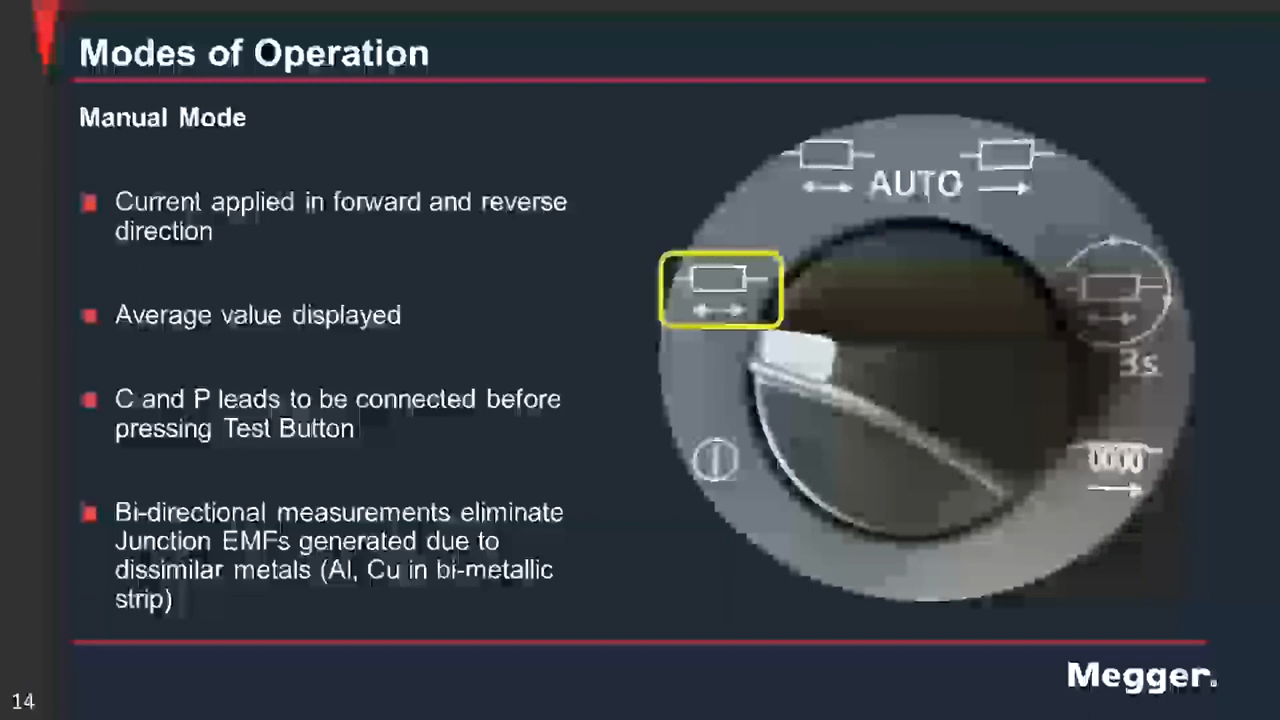 Modes of Operation
Manual Mode
Current applied in forward and reverse
direction
Average value displayed
C and P leads to be connected before
pressing Test Button
Bi-directional measurements eliminate
Junction EMFs generated due to
dissimilar metals (Al, Cu in bi-metallic
strip)
AUTO
3s
Megger.
14